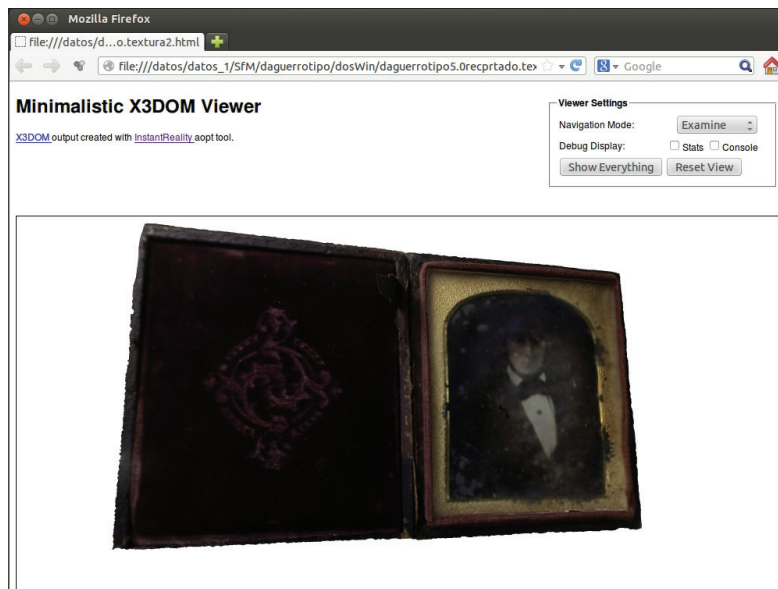 Mozilla Firefox
file:///datos/d...o.textura2.html
file:///datos/datos_1/SfM/daguerrotipo/dosWin/daguerrotipo5.0recprtado.tex
Google
Minimalistic X3DOM Viewer
X3DOM output created with InstantReality aopt tool.
Viewer Settings
Navigation Mode: Examine
Debug Display: Stats Console
Show Everything Reset View